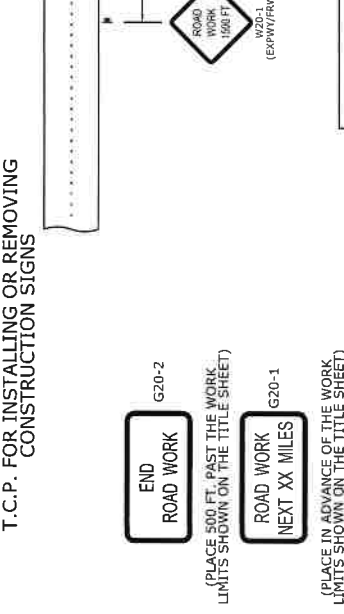 T.C.P. FOR INSTALLING OR REMOVING
CONSTRUCTION SIGNS
ROAD
WORK
1500 FT
W20-1
END
ROAD WORK
G20-2
(PLACE 500 FT. PAST THE WORK
LIMITS SHOWN ON THE TITLE SHEET)
ROAD WORK
NEXT XX MILES
G20-1
(PLACE IN ADVANCE OF THE WORK
LIMITS SHOWN ON THE TITLE SHEET)